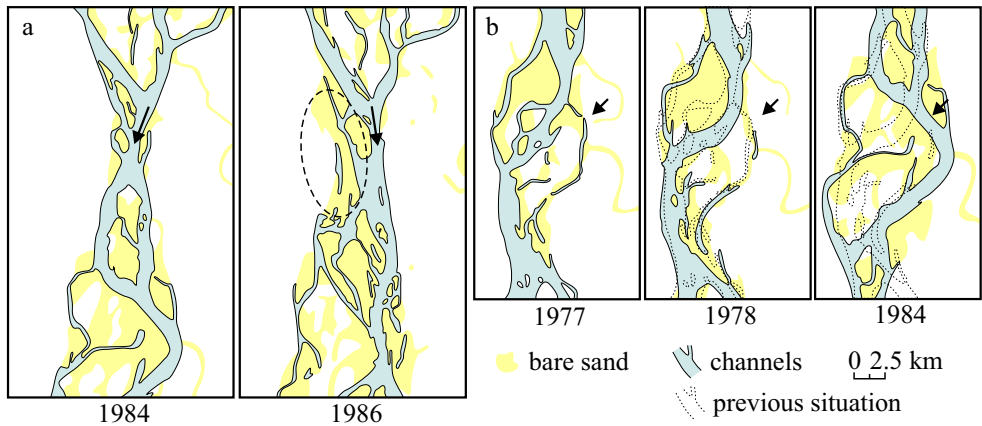 a
b
1984
1986
1977
1978
1984
bare sand
channels
0 2.5 km
previous situation